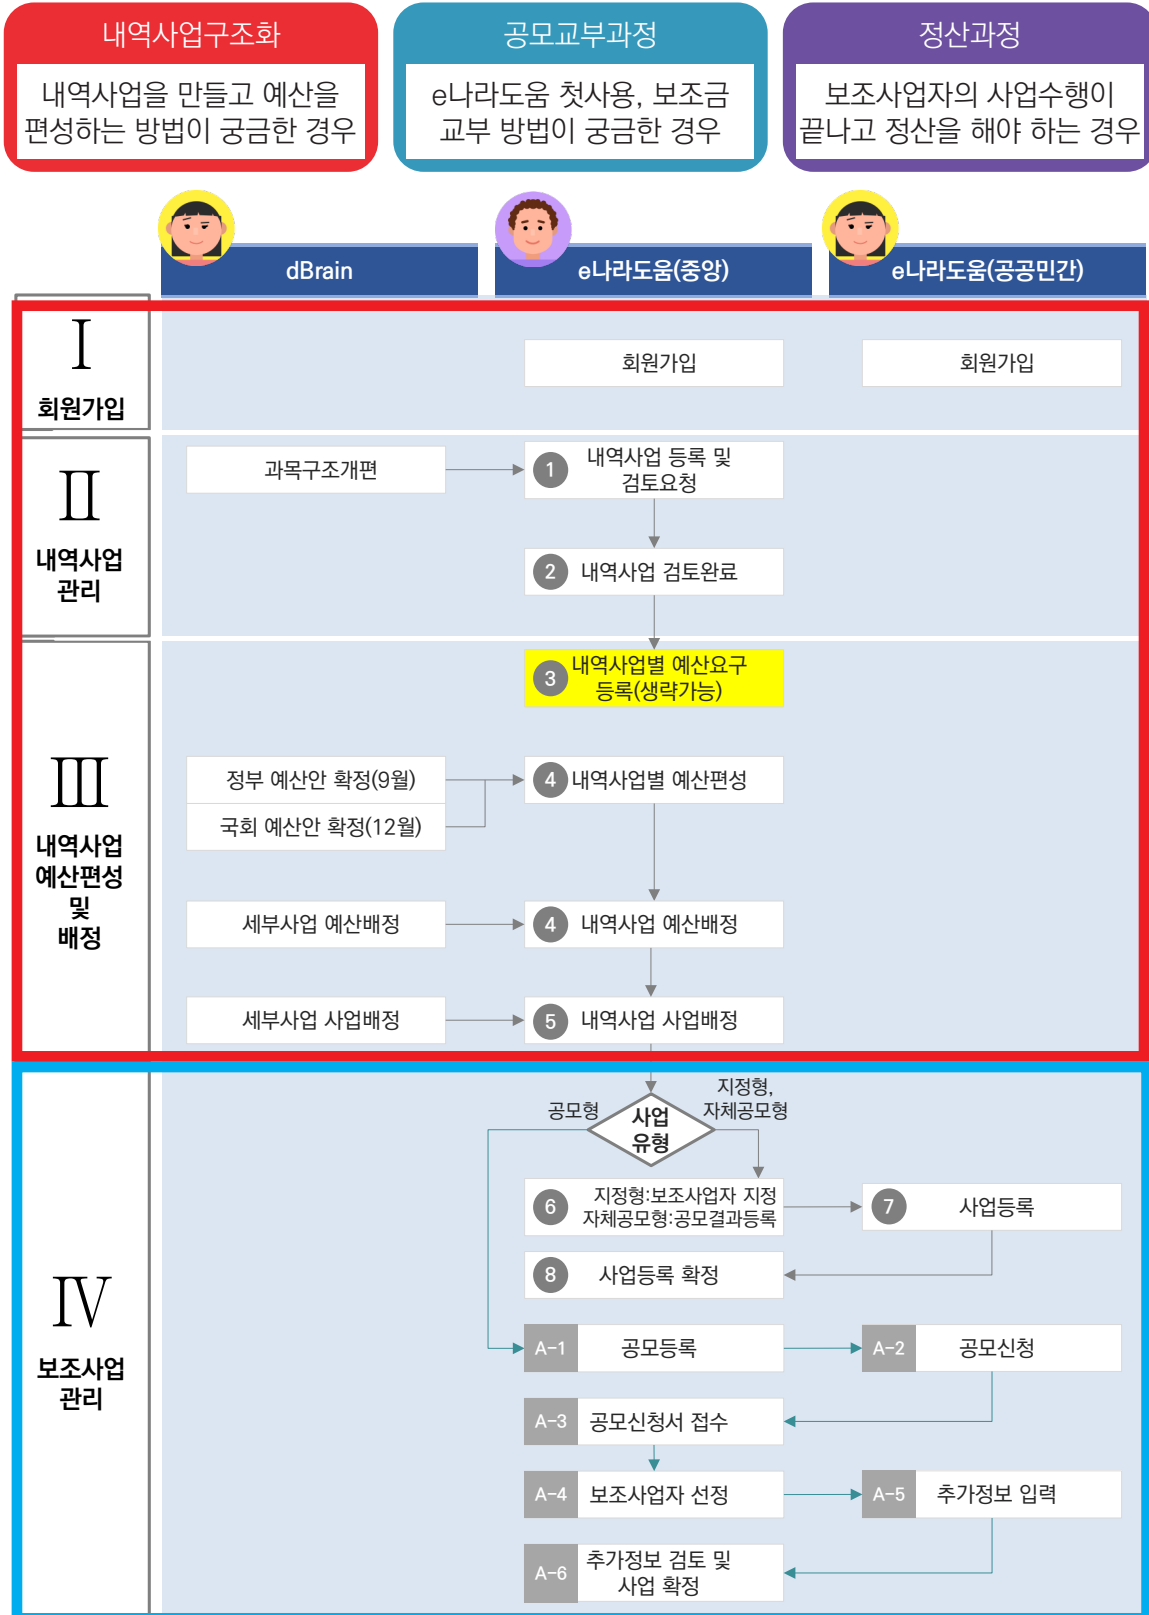 내역사업구조화
내역사업을 만들고 예산을
편성하는 방법이 궁금한 경우
공모교부과정
e나라도움 첫사용, 보조금
교부 방법이 궁금한 경우
정산과정
보조사업자의 사업수행이
끝나고 정산을 해야 하는 경우
dBrain
e나라도움(중앙)
e나라도움(공공민간)
Ⅰ
회원가입
회원가입
회원가입
Ⅱ
내역사업
관리
과목구조개편
1
내역사업 등록 및
검토요청
2 내역사업 검토완료
Ⅲ
내역사업
예산편성
및
배정
3
내역사업별 예산요구
등록(생략가능)
정부 예산안 확정(9월)
국회 예산안 확정(12월)
4 내역사업별 예산편성
세부사업 예산배정
4 내역사업 예산배정
세부사업 사업배정
5 내역사업 사업배정
Ⅳ
보조사업
관리
공모형
사업
유형
지정형,
자체공모형
6
지정형:보조사업자 지정
자체공모형:공모결과등록
7 사업등록
8 사업등록 확정
A-1 공모등록
A-2 공모신청
A-3 공모신청서 접수
A-4 보조사업자 선정
A-5 추가정보 입력
A-6
추가정보 검토 및
사업 확정